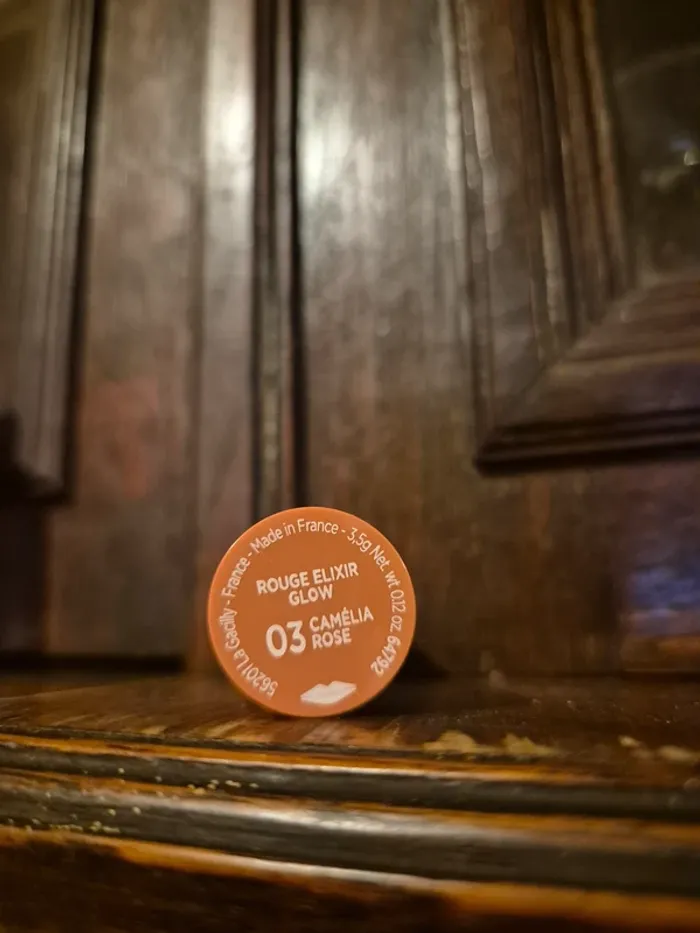 56201 La Gacilly - France - Made in France - 3,5g Net. wt 0.12 oz 64792
ROUGE ELIXIR
GLOW
03 CAMÉLIA
ROSE